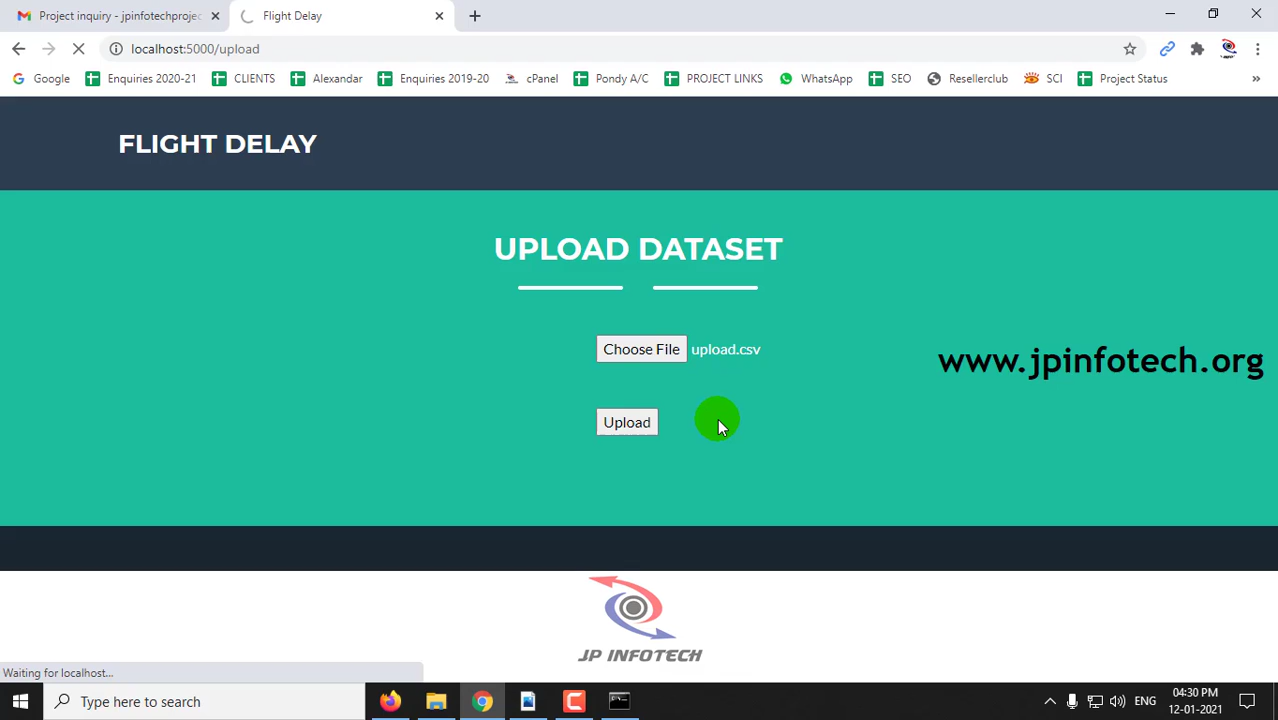 Project inquiry - jpinfotechprojec
Flight Delay
localhost:5000/upload
Google Enquiries 2020-21 CLIENTS Alexandar Enquiries 2019-20 cPanel Pondy A/C PROJECT LINKS WhatsApp SEO Resellerclub SCI Project Status »
FLIGHT DELAY
UPLOAD DATASET
Choose File upload.csv
www.jpinfotech.org
Upload
JP INFOTECH
Waiting for localhost...
Type here to search
ENG
04:30 PM
12-01-2021